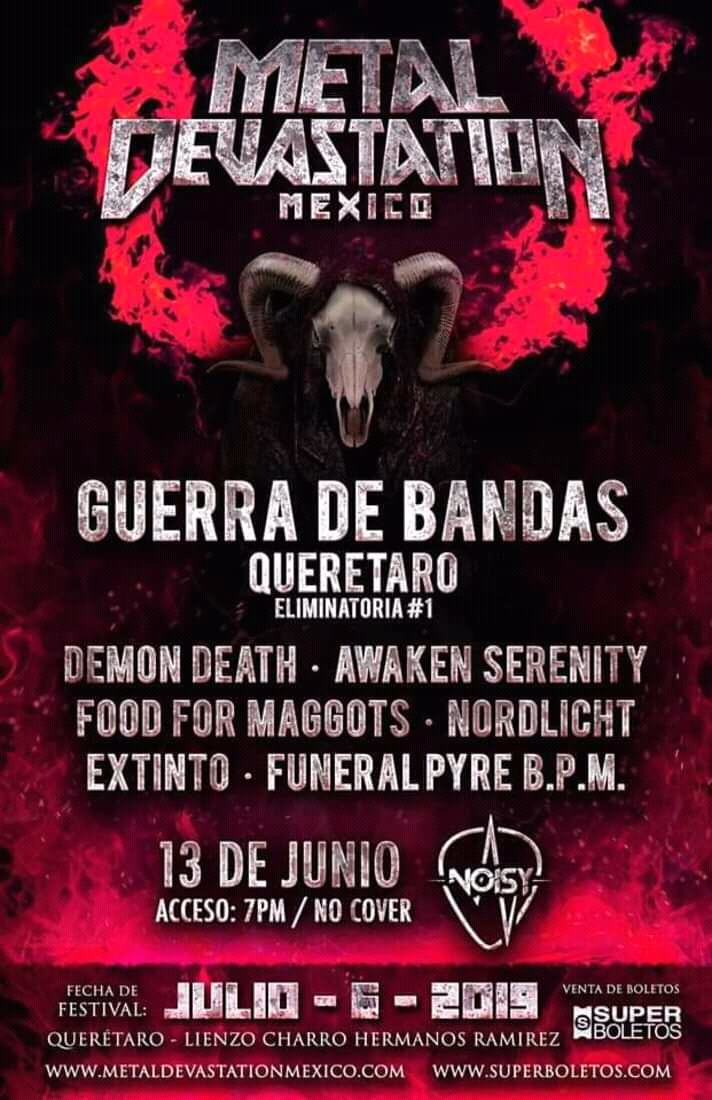 METAL
DEVASTATION
MEXICO
GUERRA DE BANDAS
QUERETARO
ELIMINATORIA #1
DEMON DEATH · AWAKEN SERENITY
FOOD FOR MAGGOTS · NORDLICHT
EXTINTO · FUNERAL PYRE B.P.M.
13 DE JUNIO
ACCESO: 7PM / NO COVER
NOISY
FECHA DE
FESTIVAL:
JULIO - 6 - 2019
VENTA DE BOLETOS
S SUPER
BOLETOS
QUERÉTARO - LIENZO CHARRO HERMANOS RAMIREZ
WWW.METALDEVASTATIONMEXICO.COM WWW.SUPERBOLETOS.COM